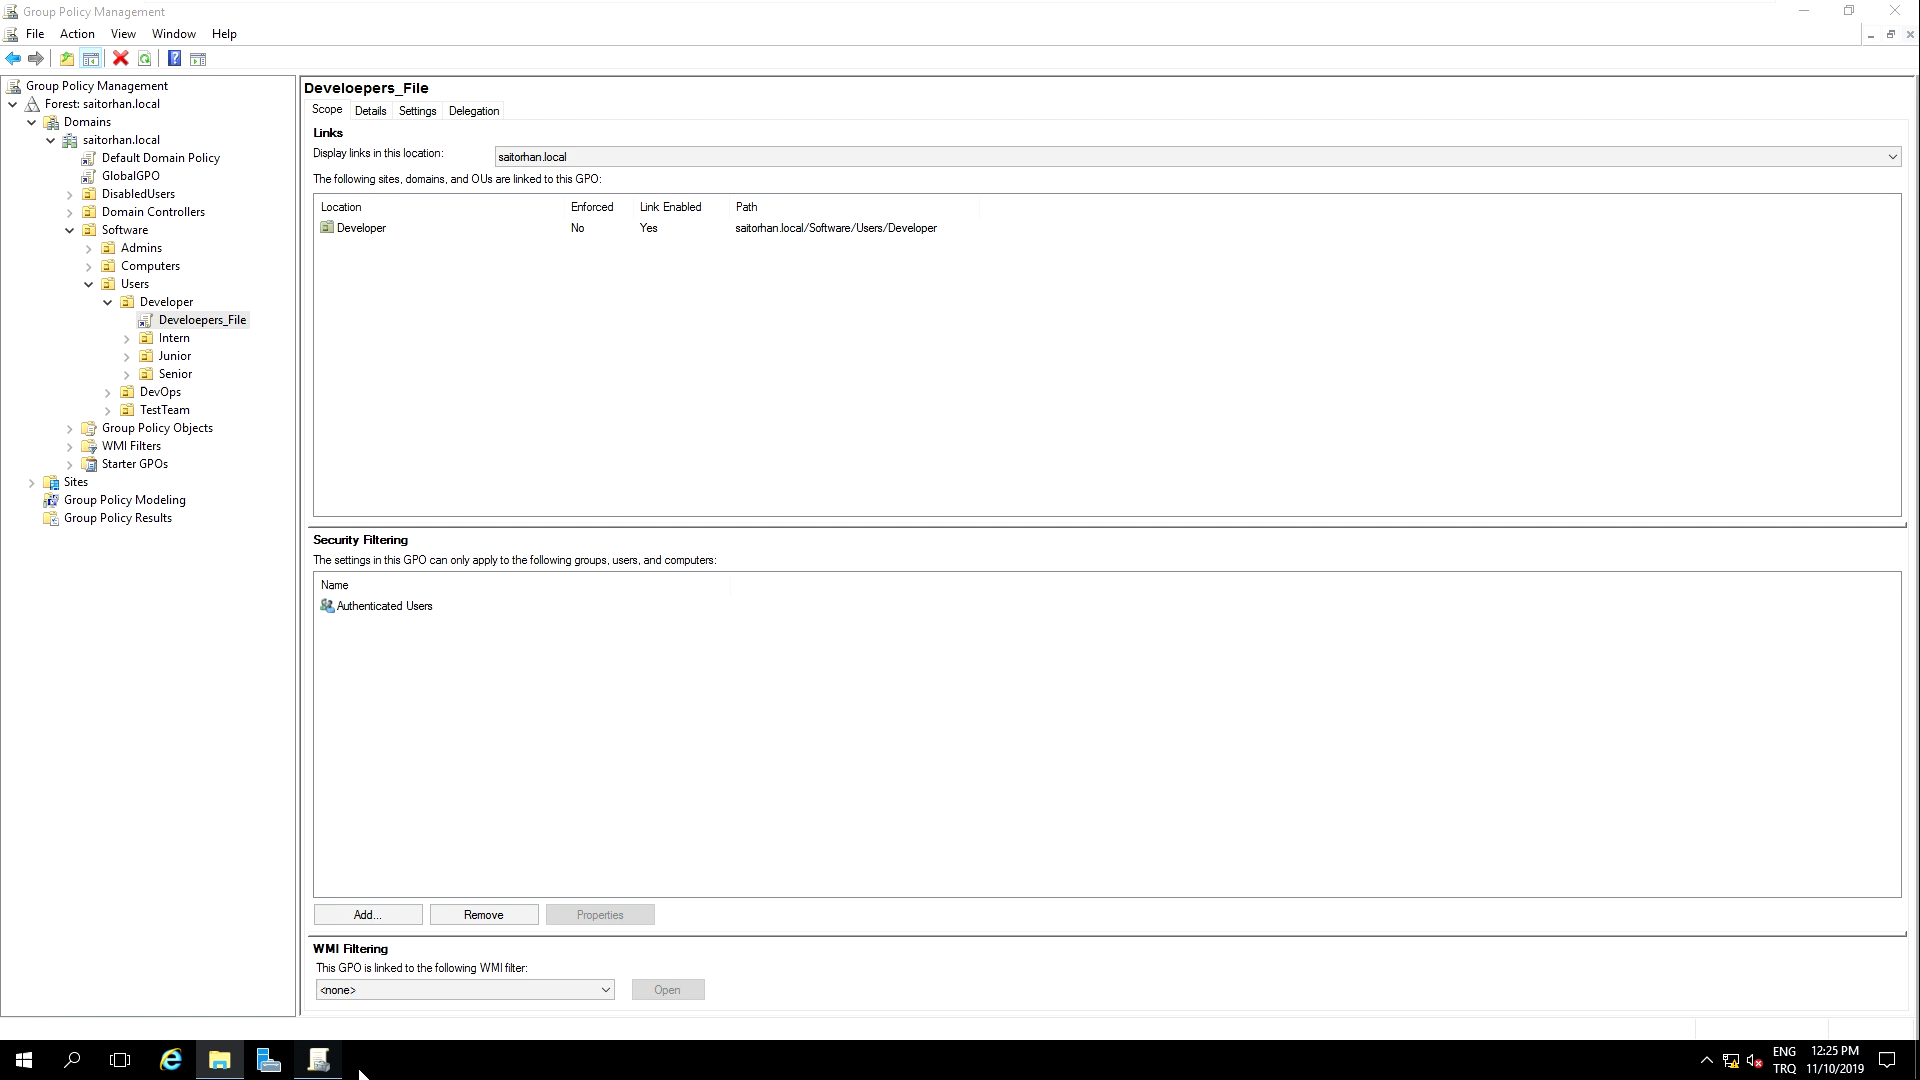 Group Policy Management
File Action View Window Help
Group Policy Management
Forest: saitorhan.local
Domains
saitorhan.local
Default Domain Policy
GlobalGPO
DisabledUsers
Domain Controllers
Software
Admins
Computers
Users
Developer
Develoepers_File
Intern
Junior
Senior
DevOps
TestTeam
Group Policy Objects
WMI Filters
Starter GPOs
Sites
Group Policy Modeling
Group Policy Results
Develoepers_File
Scope Details Settings Delegation
Links
Display links in this location: saitorhan.local
The following sites, domains, and OUs are linked to this GPO:
Location Enforced Link Enabled Path
Developer No Yes saitorhan.local/Software/Users/Developer
Security Filtering
The settings in this GPO can only apply to the following groups, users, and computers:
Name
Authenticated Users
Add... Remove Properties
WMI Filtering
This GPO is linked to the following WMI filter:
<none> Open
ENG 12:25 PM
TRQ 11/10/2019